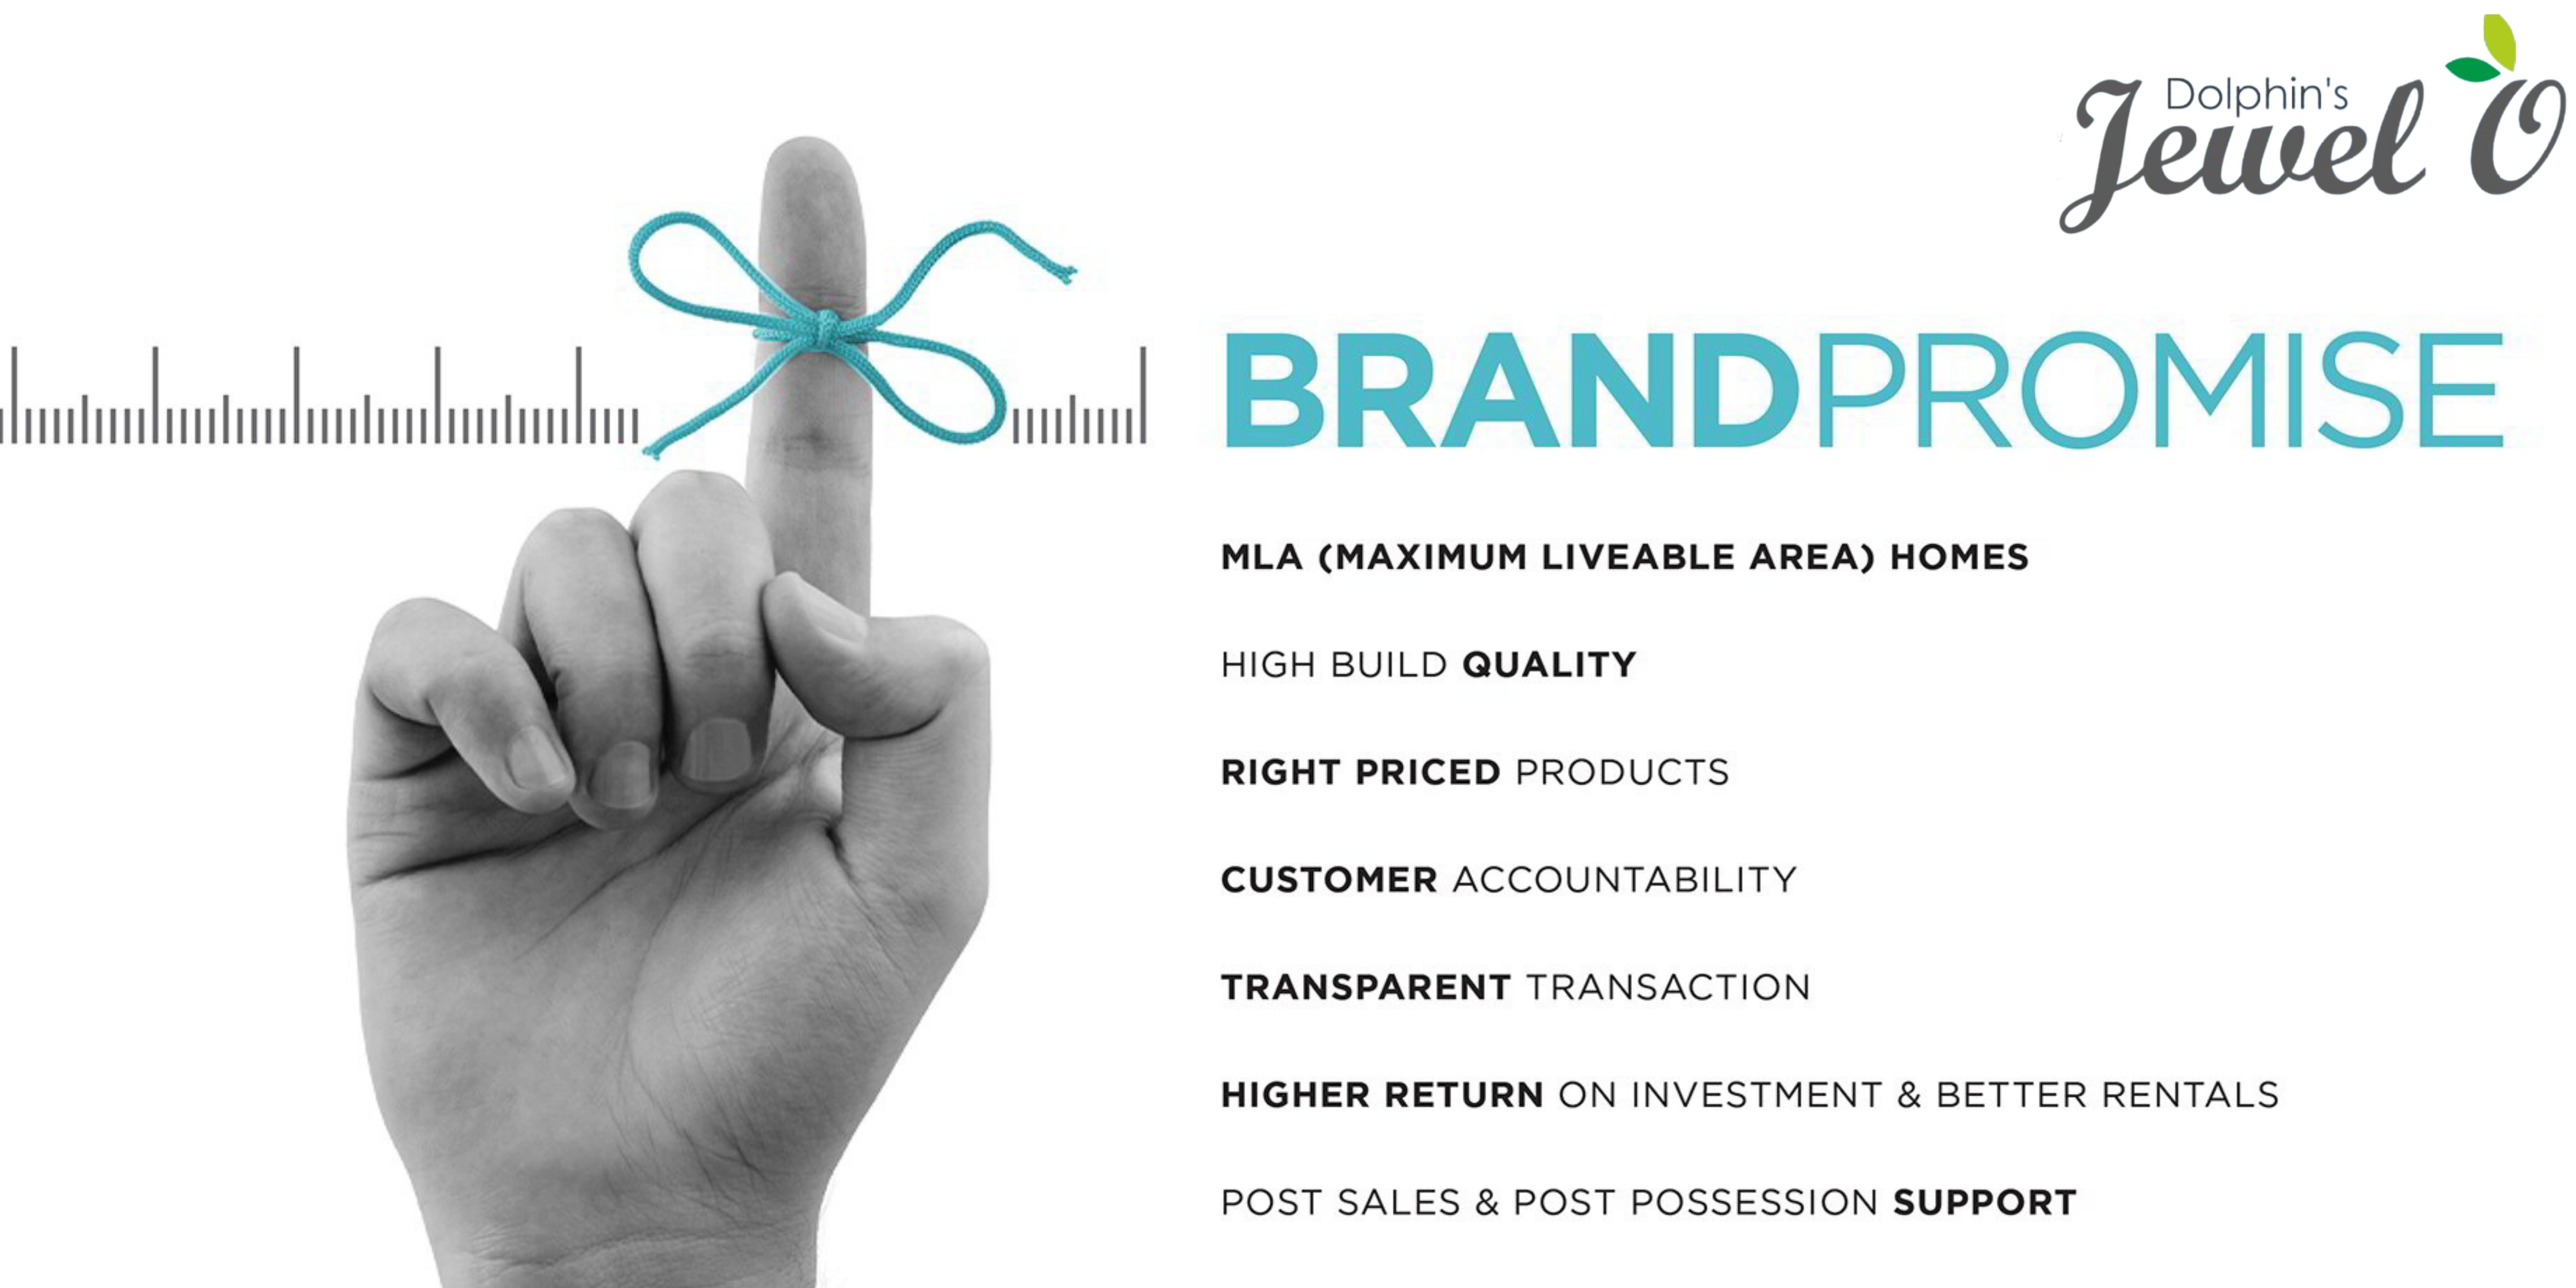 Dolphin's
Jewel O
BRANDPROMISE
MLA (MAXIMUM LIVEABLE AREA) HOMES
HIGH BUILD QUALITY
RIGHT PRICED PRODUCTS
CUSTOMER ACCOUNTABILITY
TRANSPARENT TRANSACTION
HIGHER RETURN ON INVESTMENT & BETTER RENTALS
POST SALES & POST POSSESSION SUPPORT